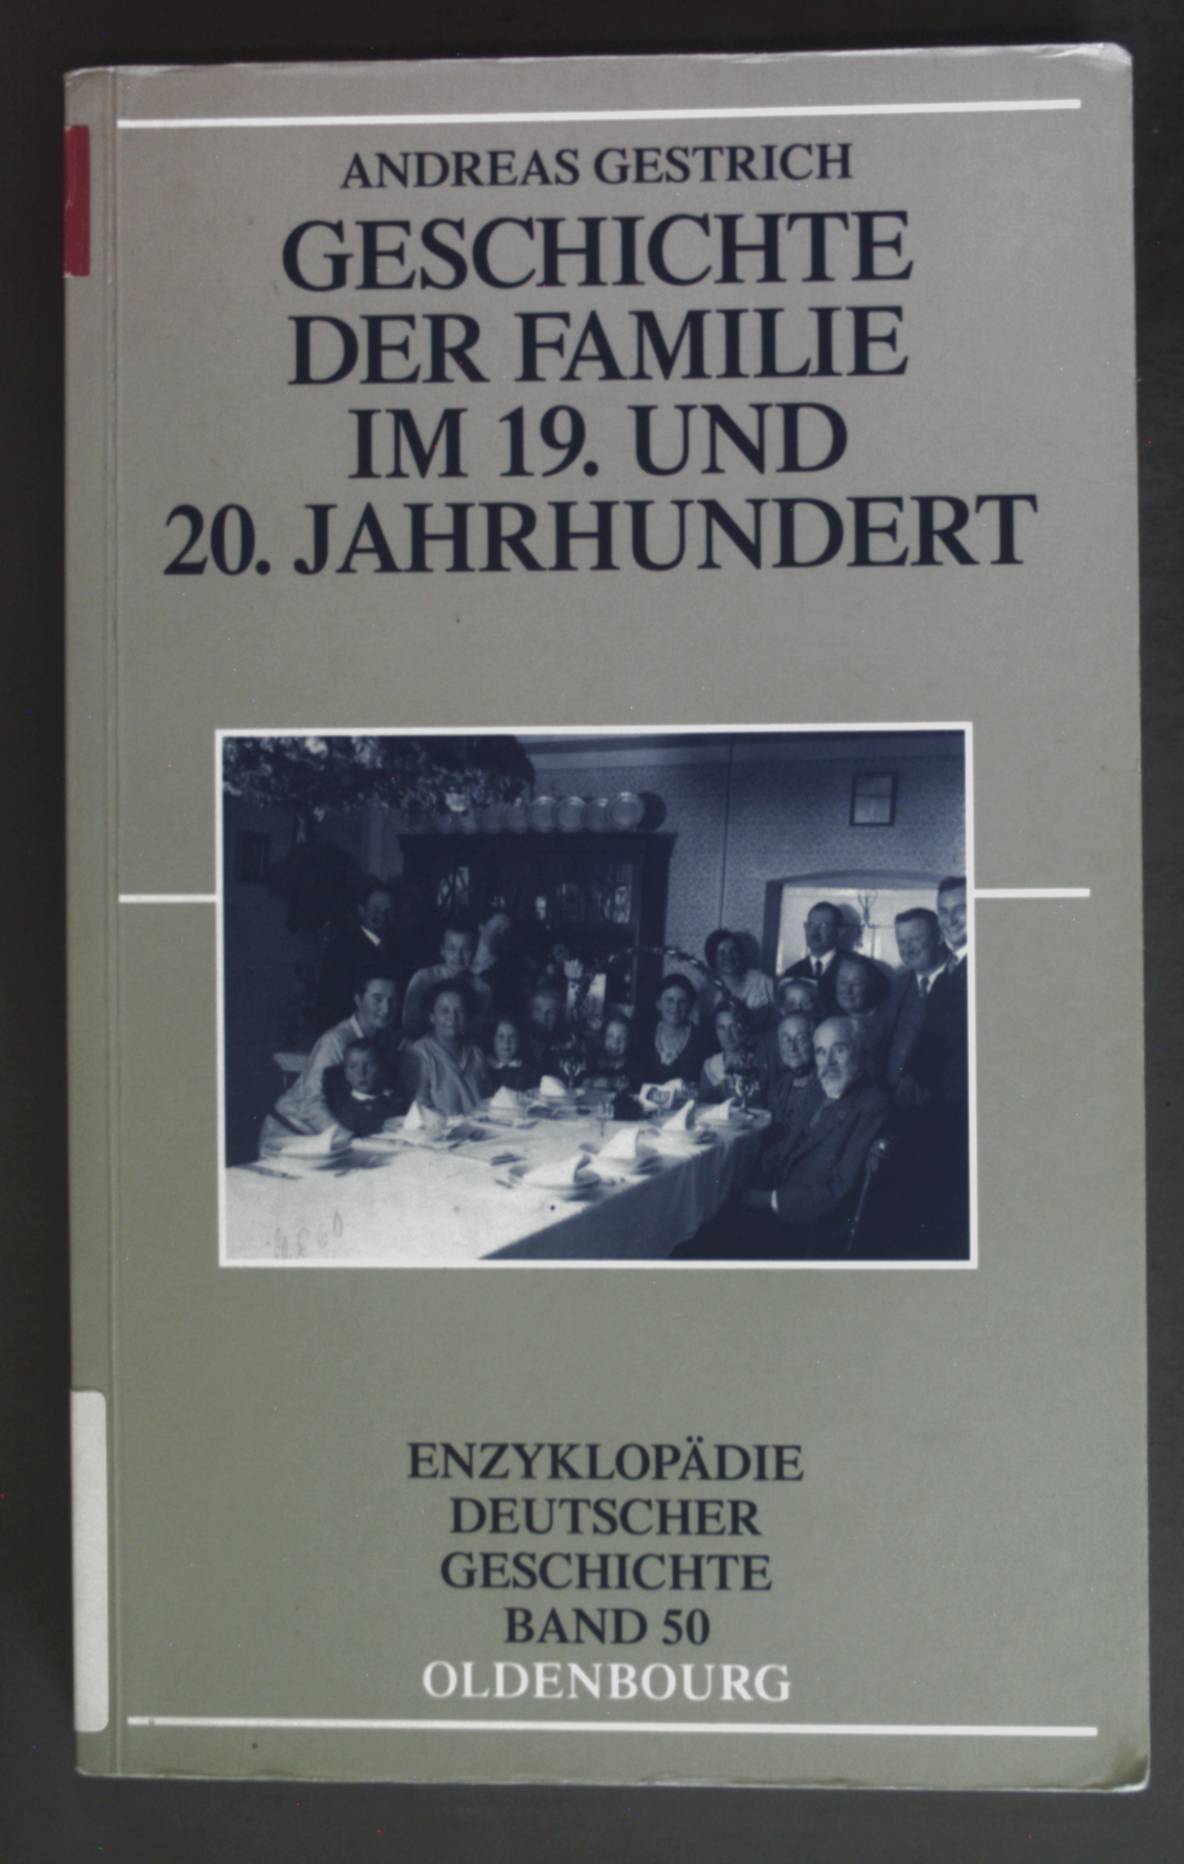 ANDREAS GESTRICH
GESCHICHTE
DER FAMILIE
IM 19. UND
20. JAHRHUNDERT
ENZYKLOPÄDIE
DEUTSCHER
GESCHICHTE
BAND 50
OLDENBOURG